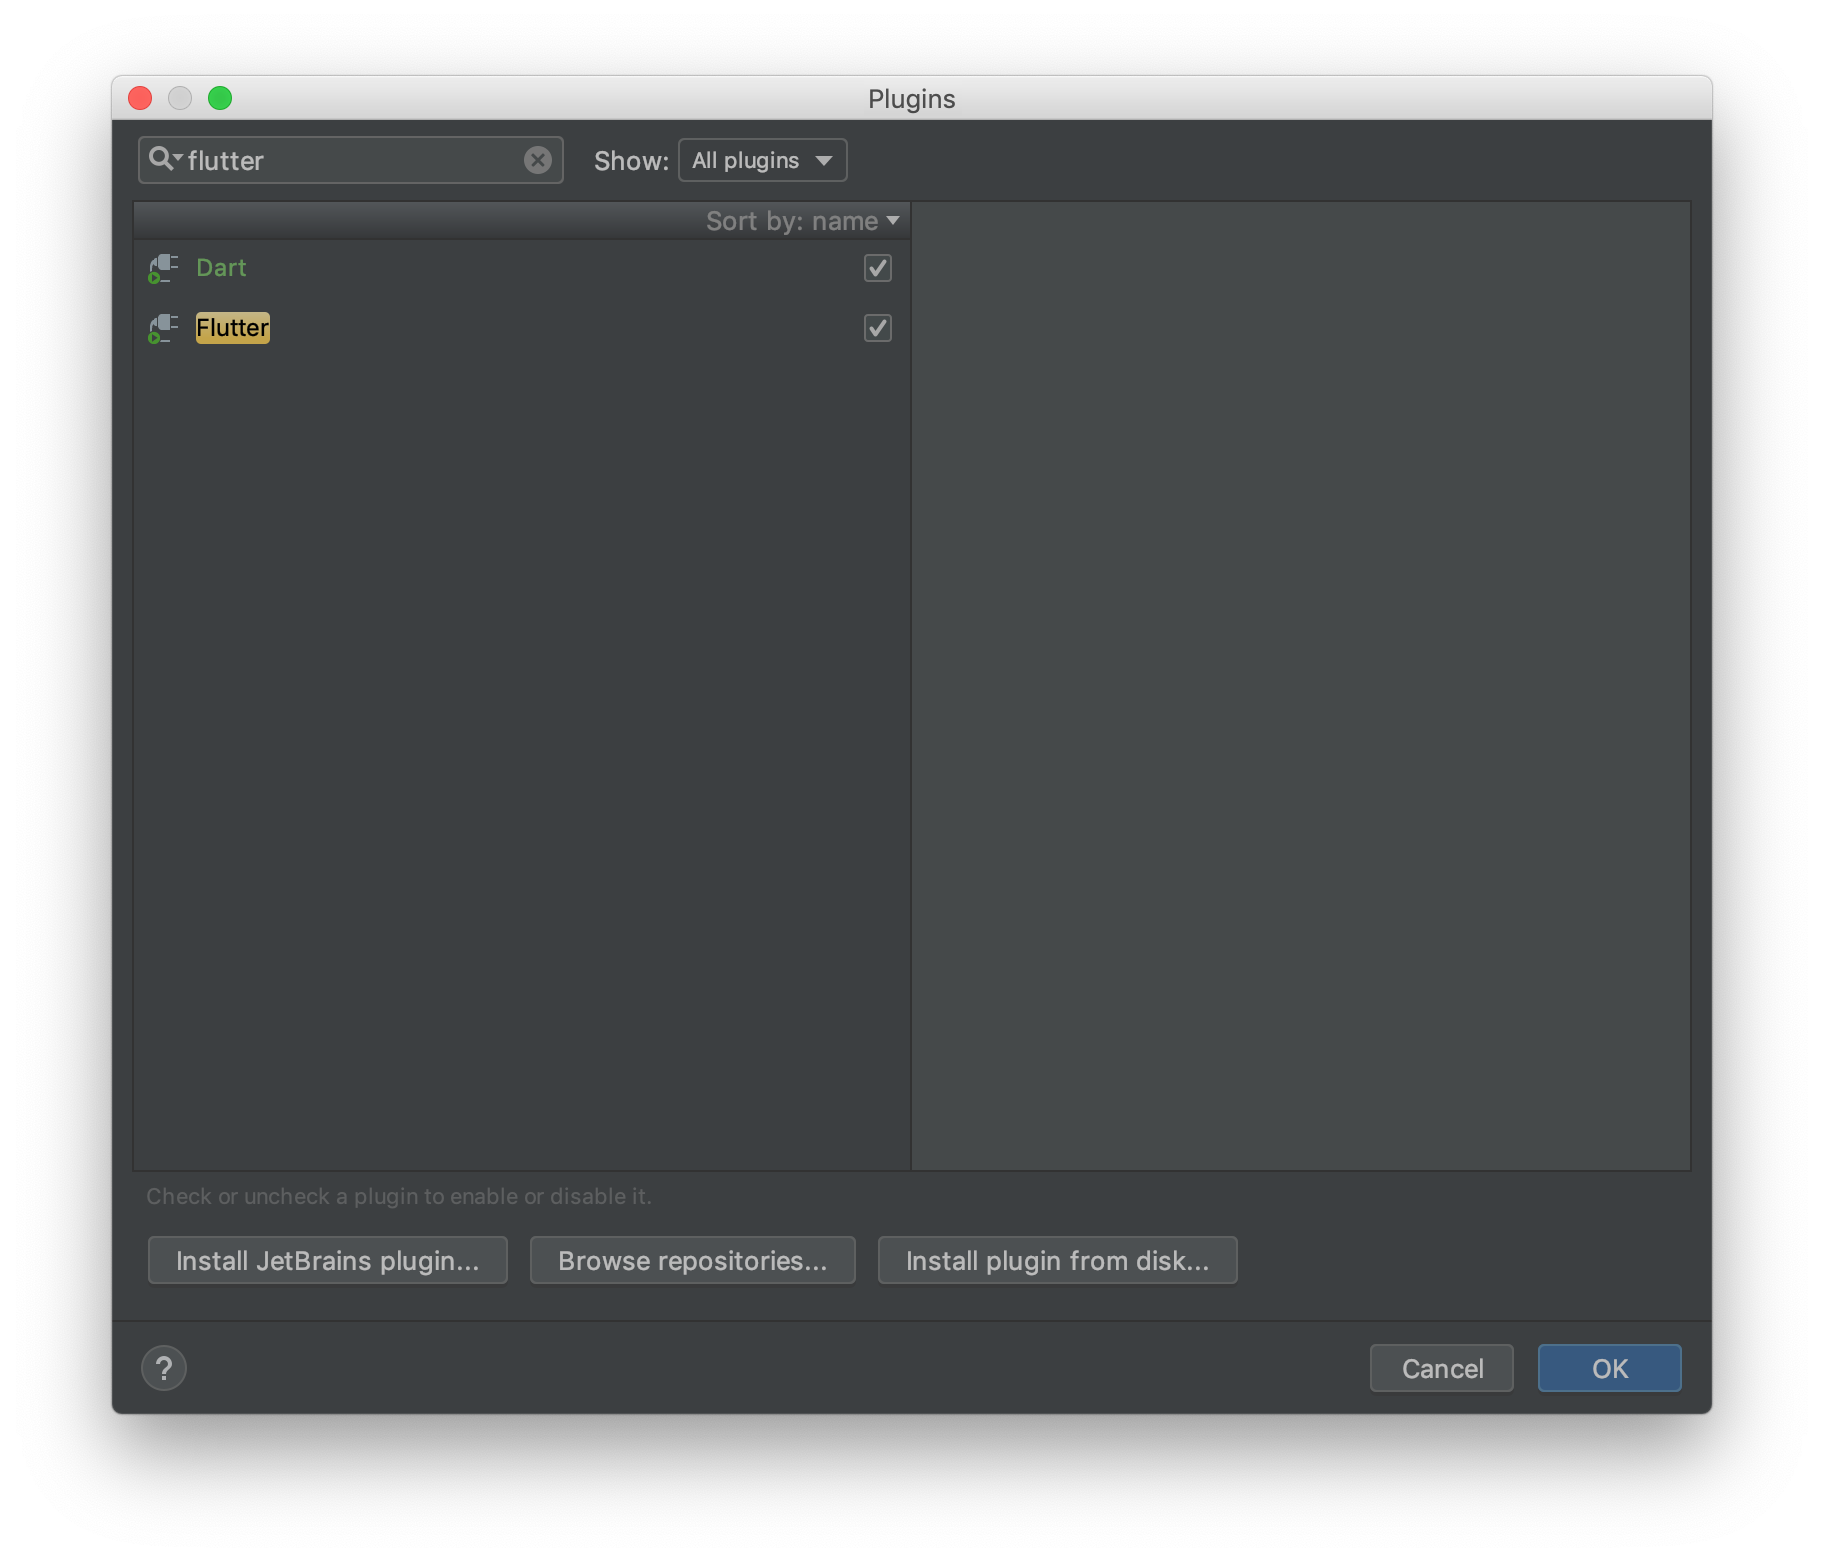 Plugins
flutter
Show: All plugins
Sort by: name
Dart
Flutter
Check or uncheck a plugin to enable or disable it.
Install JetBrains plugin...
Browse repositories...
Install plugin from disk...
?
Cancel
OK